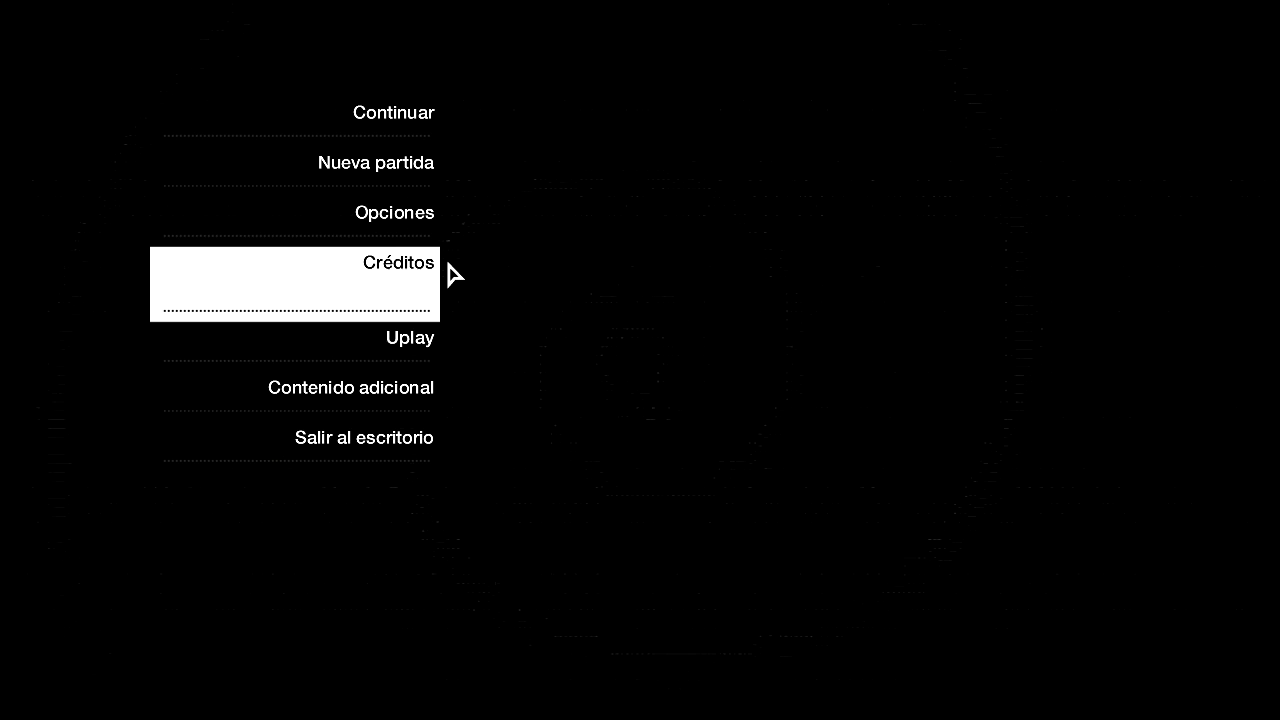 Continuar
Nueva partida
Opciones
Créditos
Uplay
Contenido adicional
Salir al escritorio